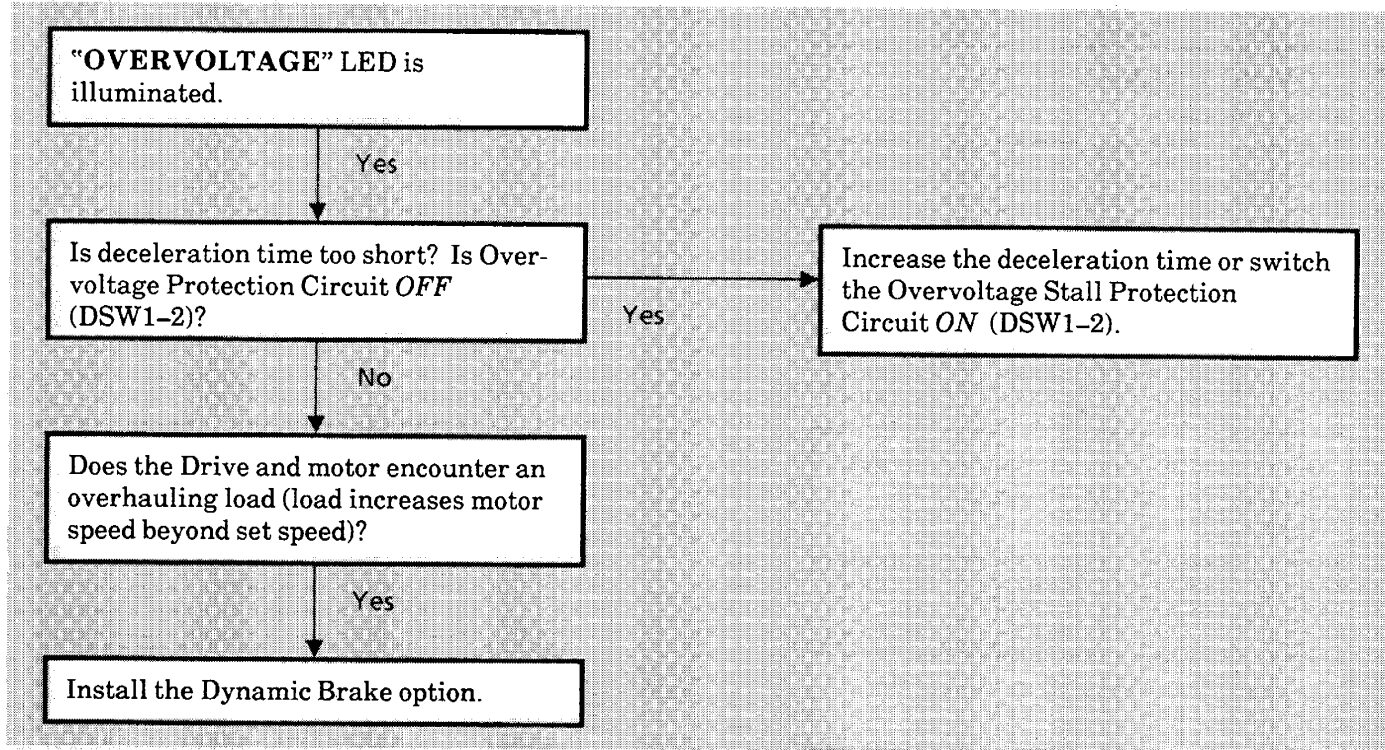 "OVERVOLTAGE" LED is
illuminated.
Yes
Is deceleration time too short? Is Over-
voltage Protection Circuit OFF
(DSW1–2)?
Yes
Increase the deceleration time or switch
the Overvoltage Stall Protection
Circuit ON (DSW1–2).
No
Does the Drive and motor encounter an
overhauling load (load increases motor
speed beyond set speed)?
Yes
Install the Dynamic Brake option.